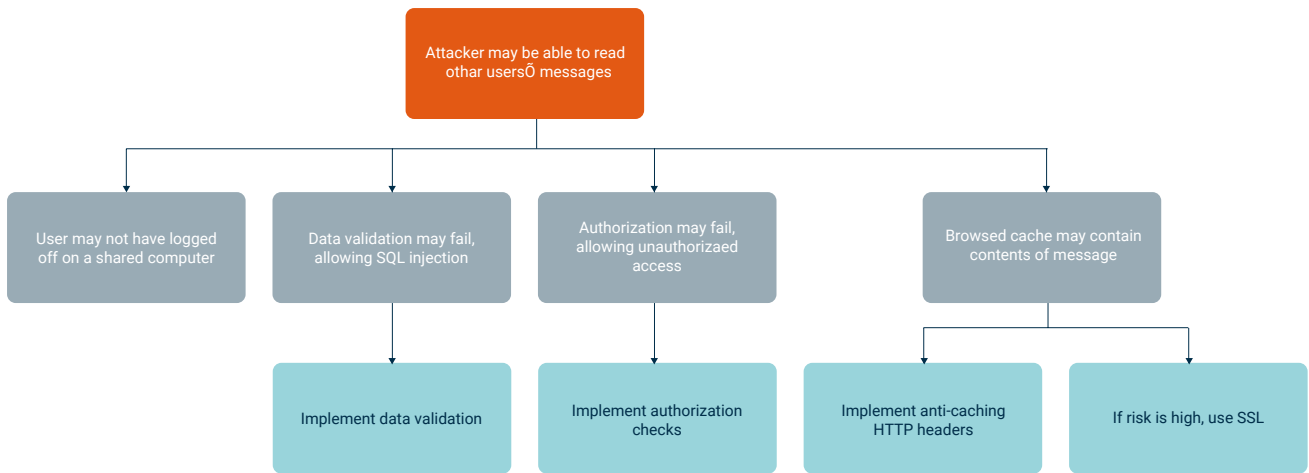 Attacker may be able to read
othar usersÕ messages
User may not have logged
off on a shared computer
Data validation may fail,
allowing SQL injection
Authorization may fail,
allowing unauthorizaed
access
Browsed cache may contain
contents of message
Implement data validation
Implement authorization
checks
Implement anti-caching
HTTP headers
If risk is high, use SSL